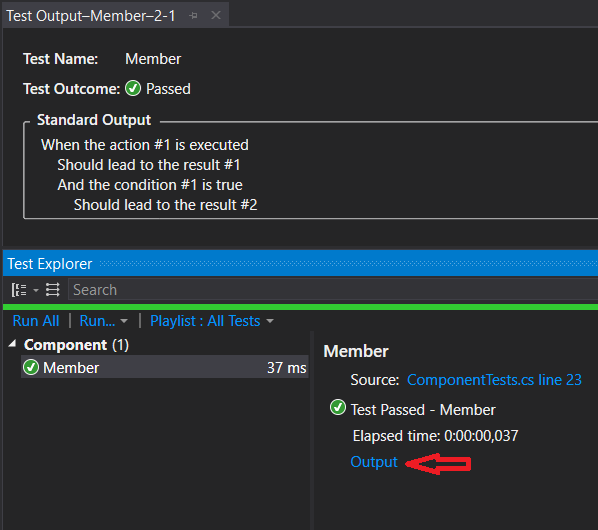 Test Output–Member–2-1
Test Name: Member
Test Outcome: Passed
Standard Output
When the action #1 is executed
Should lead to the result #1
And the condition #1 is true
Should lead to the result #2
Test Explorer
Search
Run All | Run... | Playlist : All Tests
Component (1)
Member 37 ms
Member
Source: ComponentTests.cs line 23
Test Passed - Member
Elapsed time: 0:00:00,037
Output